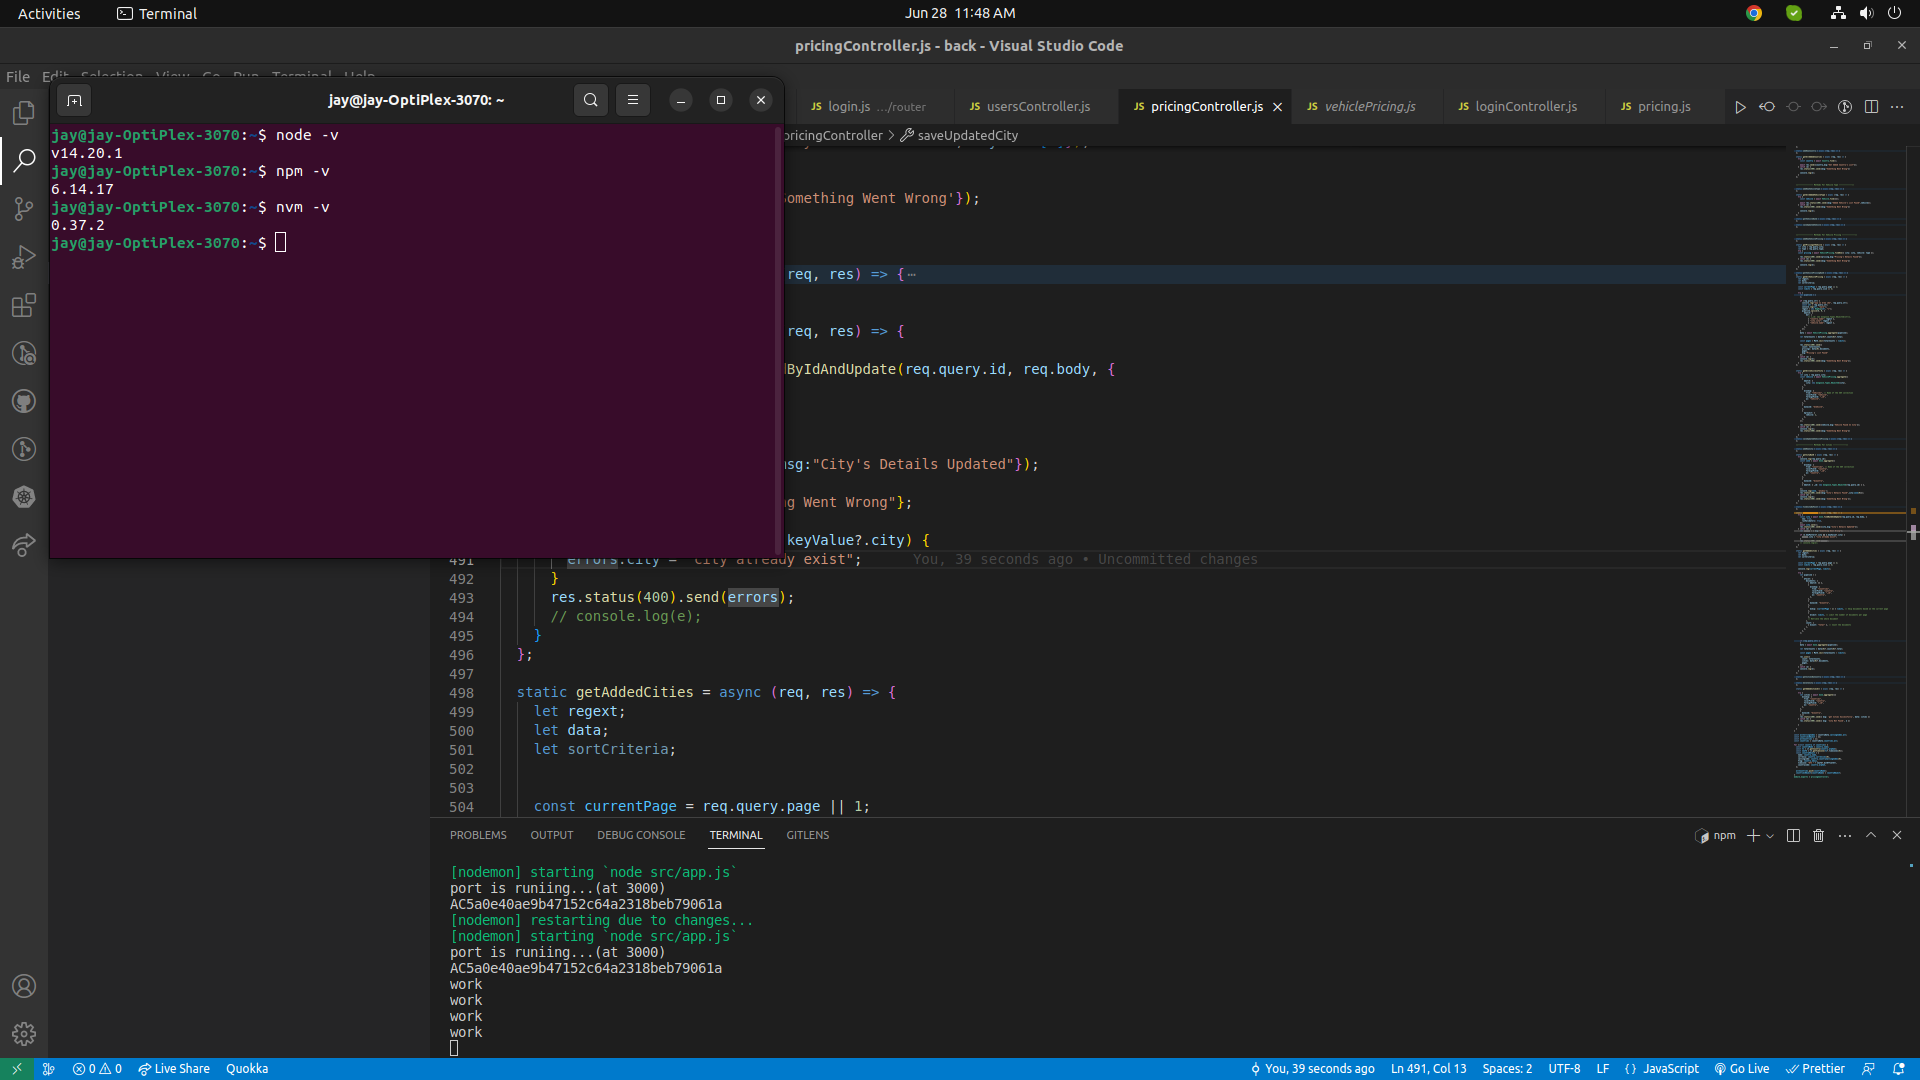 Activities
Terminal
Jun 28 11:48 AM
pricingController.js - back - Visual Studio Code
File Edit Selection View Go Run Terminal Help
jay@jay-OptiPlex-3070: ~
JS login.js .../router
JS usersController.js
JS pricingController.js
JS vehiclePricing.js
JS loginController.js
JS pricing.js
pricingController > saveUpdatedCity
jay@jay-OptiPlex-3070:~$ node -v
v14.20.1
jay@jay-OptiPlex-3070:~$ npm -v
6.14.17
jay@jay-OptiPlex-3070:~$ nvm -v
0.37.2
jay@jay-OptiPlex-3070:~$
Something Went Wrong'});
req, res) => {…
req, res) => {
ByIdAndUpdate(req.query.id, req.body, {
msg:"City's Details Updated"});
g Went Wrong"};
keyValue?.city) {
491 errors.city = "City already exist"; You, 39 seconds ago • Uncommitted changes
492 }
493 res.status(400).send(errors);
494 // console.log(e);
495 }
496 };
497
498 static getAddedCities = async (req, res) => {
499 let regext;
500 let data;
501 let sortCriteria;
502
503
504 const currentPage = req.query.page || 1;
PROBLEMS OUTPUT DEBUG CONSOLE TERMINAL GITLENS
npm
[nodemon] starting `node src/app.js`
port is runiing...(at 3000)
AC5a0e40ae9b47152c64a2318beb79061a
[nodemon] restarting due to changes...
[nodemon] starting `node src/app.js`
port is runiing...(at 3000)
AC5a0e40ae9b47152c64a2318beb79061a
work
work
work
work
0 0 Live Share Quokka
You, 39 seconds ago Ln 491, Col 13 Spaces: 2 UTF-8 LF {} JavaScript Go Live Prettier